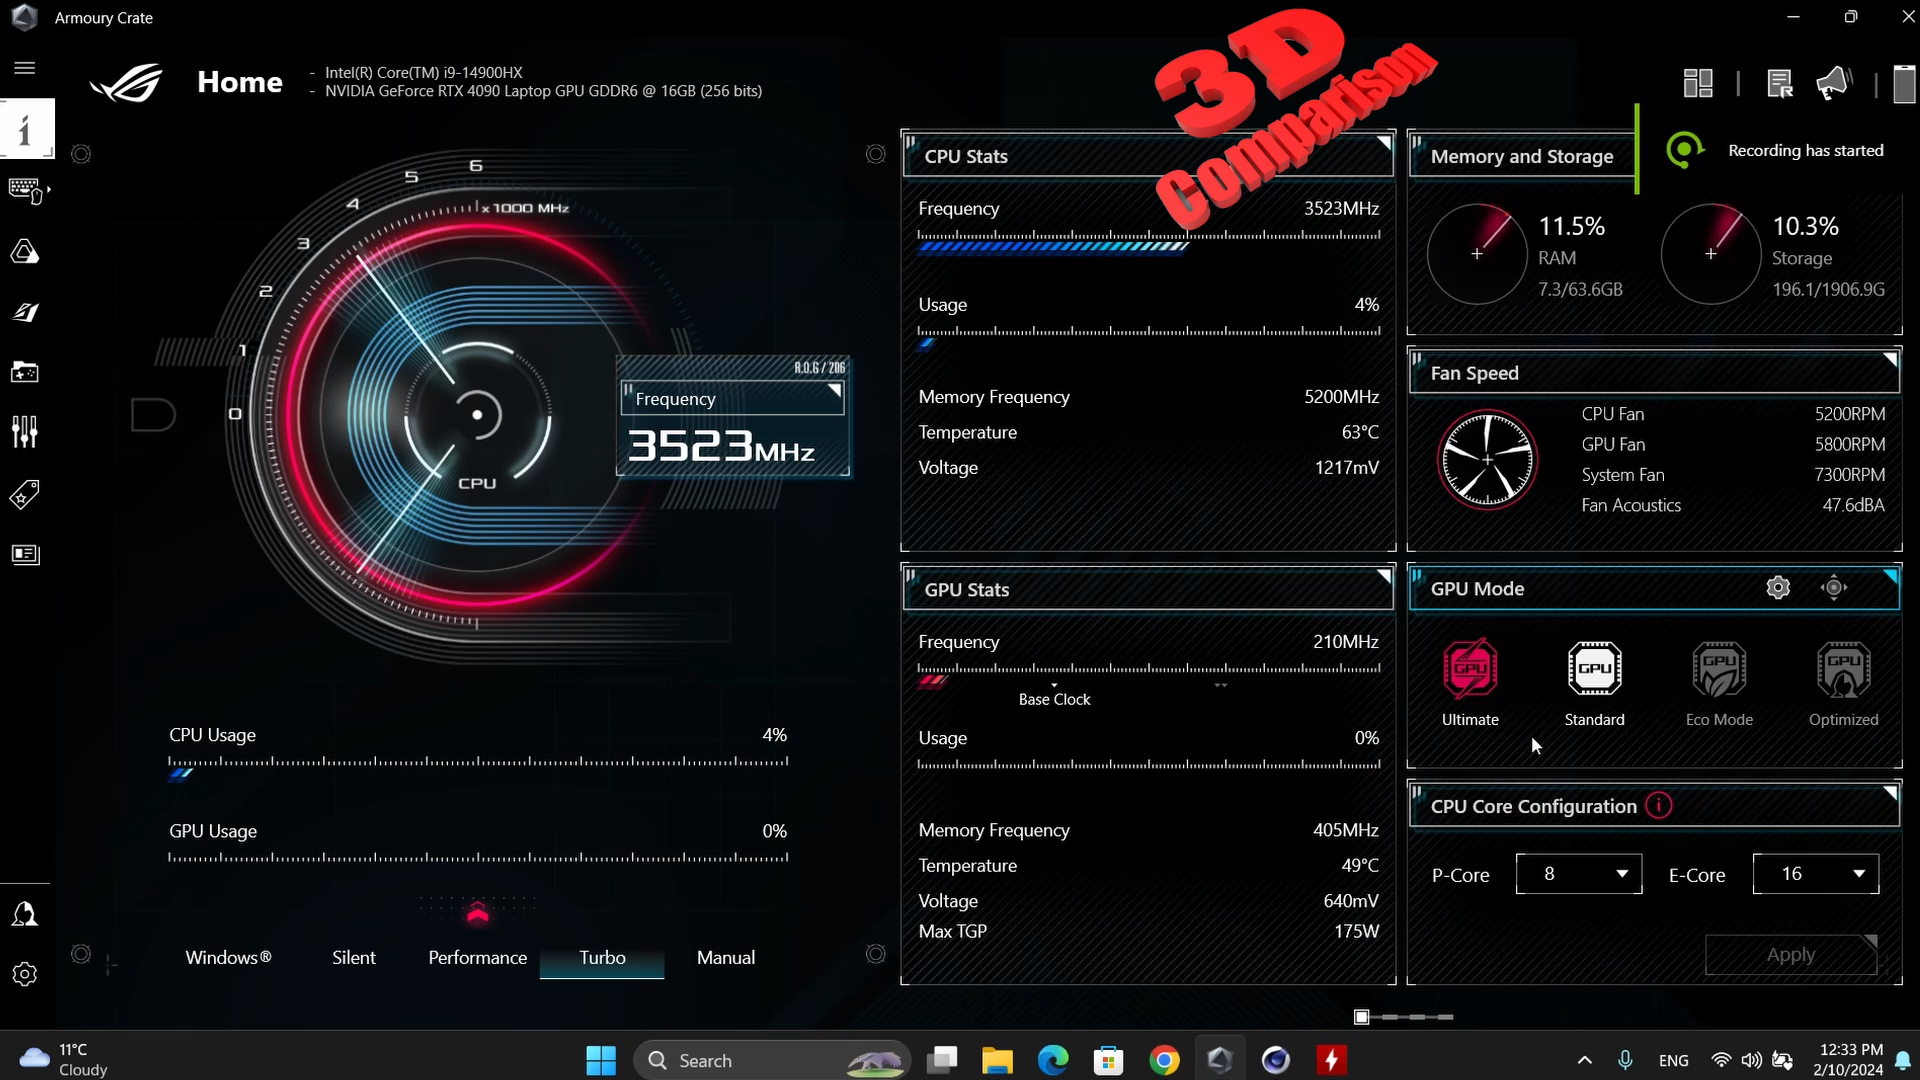 Armoury Crate
Home
- Intel(R) Core(TM) i9-14900HX
- NVIDIA GeForce RTX 4090 Laptop GPU GDDR6 @ 16GB (256 bits)
3D
Comparison
Recording has started
6
5
4
3
2
1
0
x 1000 MHz
CPU
R.O.G / 206
Frequency
3523MHz
CPU Usage 4%
GPU Usage 0%
Windows® Silent Performance Turbo Manual
CPU Stats
Frequency 3523MHz
Usage 4%
Memory Frequency 5200MHz
Temperature 63°C
Voltage 1217mV
GPU Stats
Frequency 210MHz
Base Clock
Usage 0%
Memory Frequency 405MHz
Temperature 49°C
Voltage 640mV
Max TGP 175W
Memory and Storage
11.5%
RAM
7.3/63.6GB
10.3%
Storage
196.1/1906.9G
Fan Speed
CPU Fan 5200RPM
GPU Fan 5800RPM
System Fan 7300RPM
Fan Acoustics 47.6dBA
GPU Mode
GPU GPU GPU GPU
Ultimate Standard Eco Mode Optimized
CPU Core Configuration
P-Core 8 E-Core 16
Apply
11°C
Cloudy
Search
ENG
12:33 PM
2/10/2024